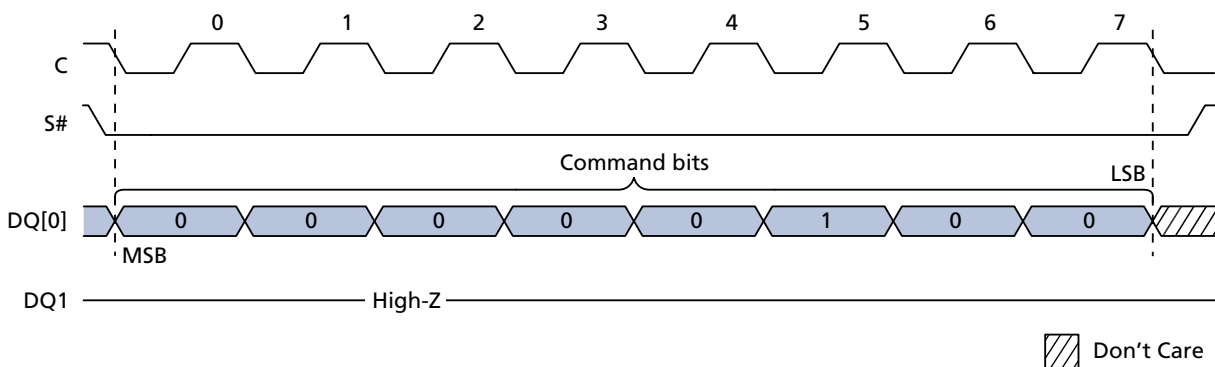 0 1 2 3 4 5 6 7
C
S#
Command bits
LSB
DQ[0] 0 0 0 0 0 1 0 0
MSB
DQ1 High-Z
Don't Care